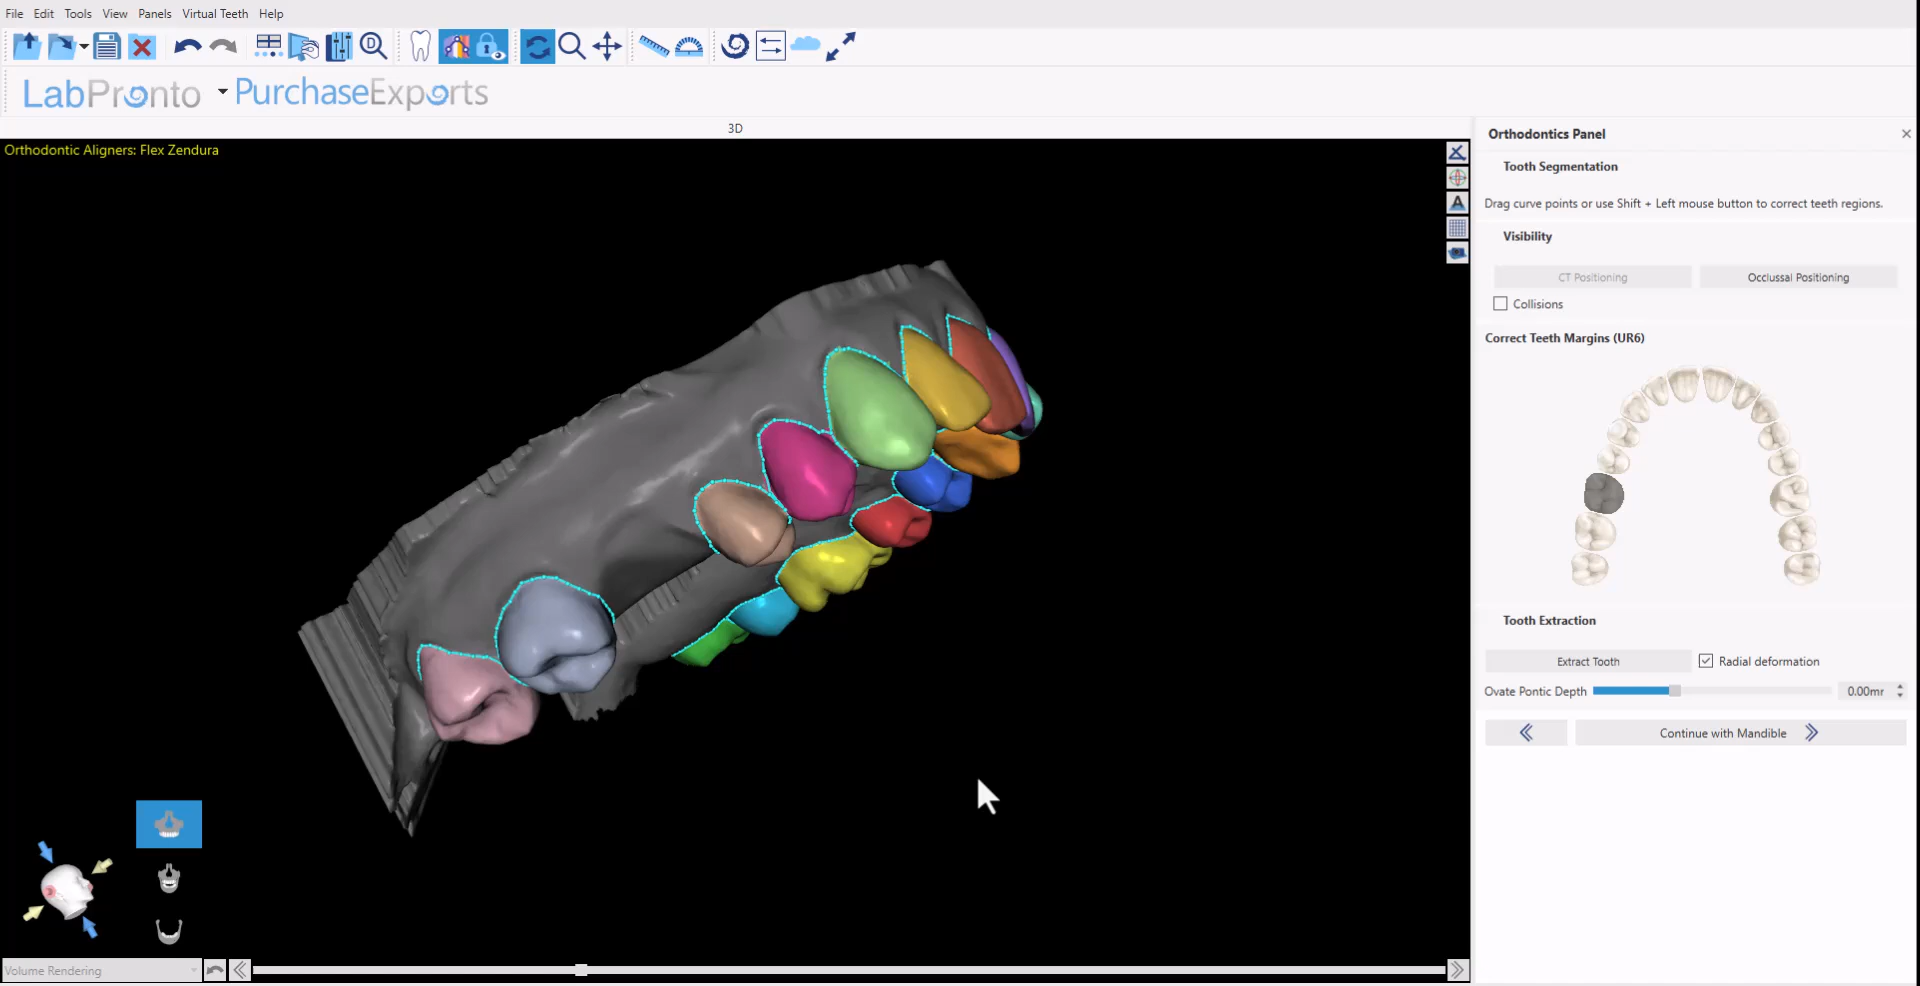 File Edit Tools View Panels Virtual Teeth Help
D
LabPronto PurchaseExports
3D
Orthodontic Aligners: Flex Zendura
A
Orthodontics Panel
Tooth Segmentation
Drag curve points or use Shift + Left mouse button to correct teeth regions.
Visibility
CT Positioning Occlussal Positioning
Collisions
Correct Teeth Margins (UR6)
Tooth Extraction
Extract Tooth Radial deformation
Ovate Pontic Depth 0.00mr
Continue with Mandible
Volume Rendering